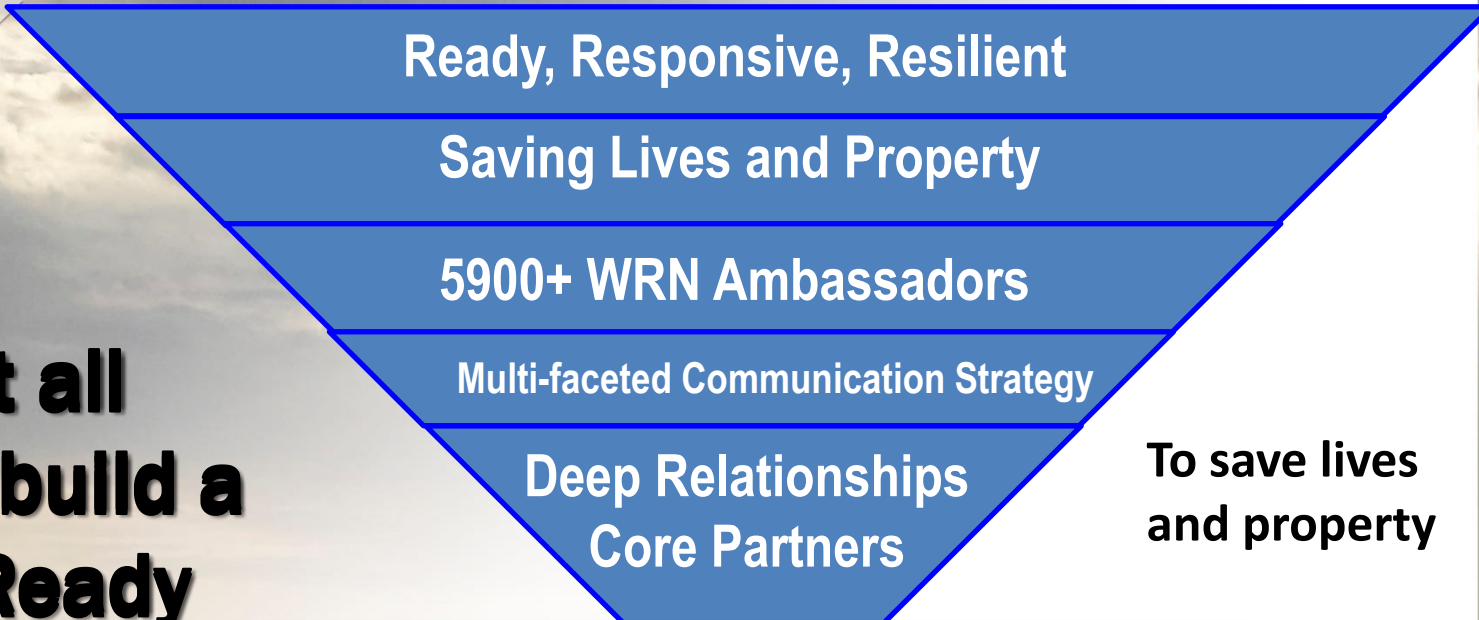 Ready, Responsive, Resilient
Saving Lives and Property
5900+ WRN Ambassadors
Multi-faceted Communication Strategy
Deep Relationships
Core Partners
all
build a
Ready
To save lives
and property